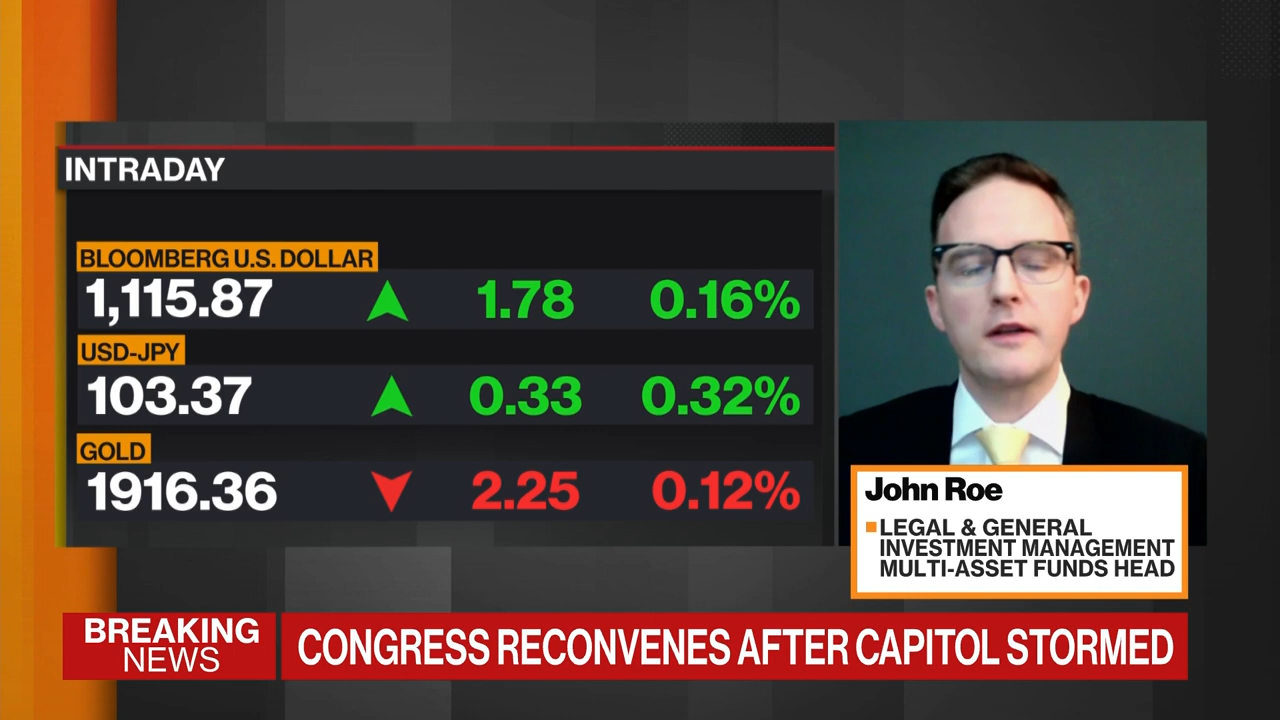 INTRADAY
BLOOMBERG U.S. DOLLAR
1,115.87 1.78 0.16%
USD-JPY
103.37 0.33 0.32%
GOLD
1916.36 2.25 0.12%
John Roe
LEGAL & GENERAL
INVESTMENT MANAGEMENT
MULTI-ASSET FUNDS HEAD
BREAKING
NEWS
CONGRESS RECONVENES AFTER CAPITOL STORMED